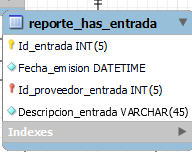 reporte_has_entrada
Id_entrada INT(5)
Fecha_emision DATETIME
Id_proveedor_entrada INT(5)
Descripcion_entrada VARCHAR(45)
Indexes